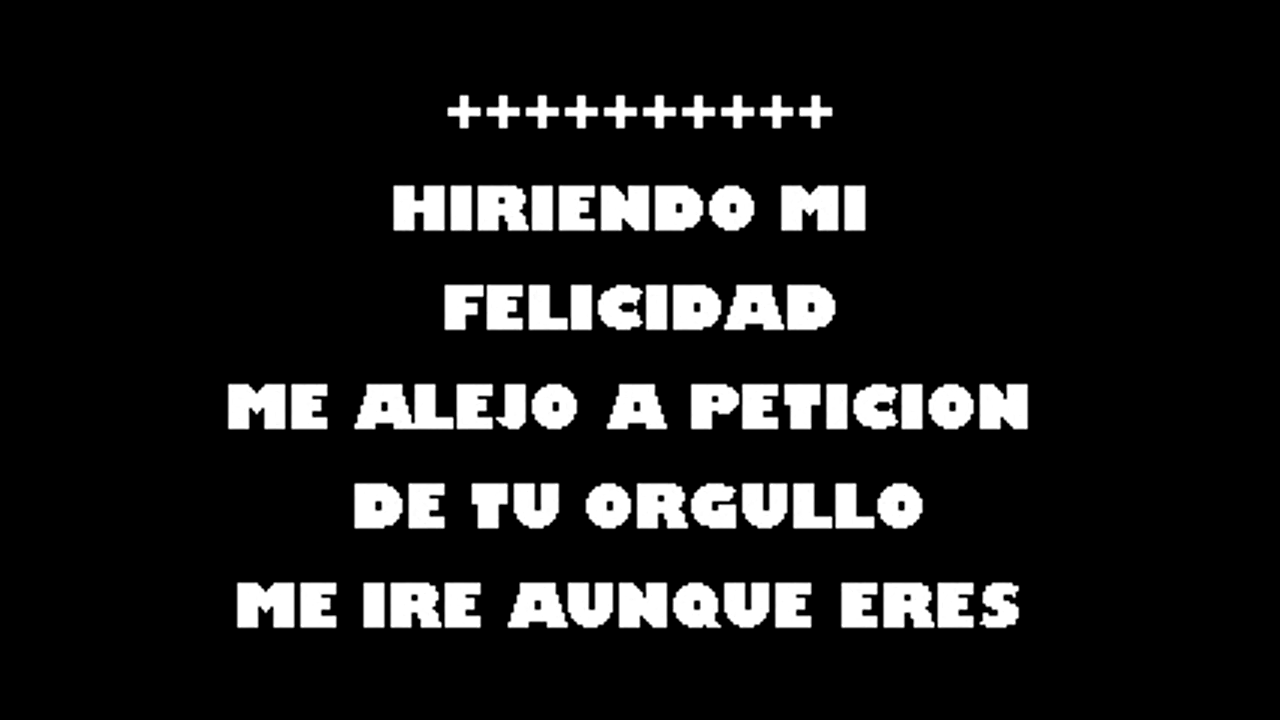 ++++++++++
HIRIENDO MI
FELICIDAD
ME ALEJO A PETICION
DE TU ORGULLO
ME IRE AUNQUE ERES